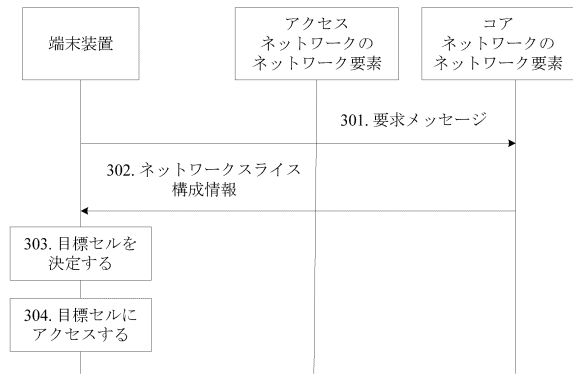 端末装置
アクセス
ネットワークの
ネットワーク要素
コア
ネットワークの
ネットワーク要素
301. 要求メッセージ
302. ネットワークスライス
構成情報
303. 目標セルを
決定する
304. 目標セルに
アクセスする